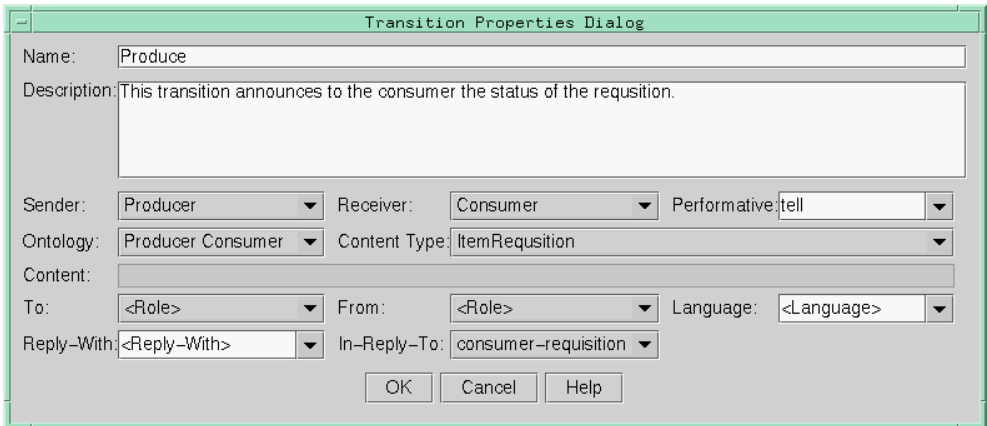 Transition Properties Dialog
Name: Produce
Description: This transition announces to the consumer the status of the requsition.
Sender: Producer Receiver: Consumer Performative: tell
Ontology: Producer Consumer Content Type: ItemRequsition
Content:
To: <Role> From: <Role> Language: <Language>
Reply-With: <Reply-With> In-Reply-To: consumer-requisition
OK Cancel Help